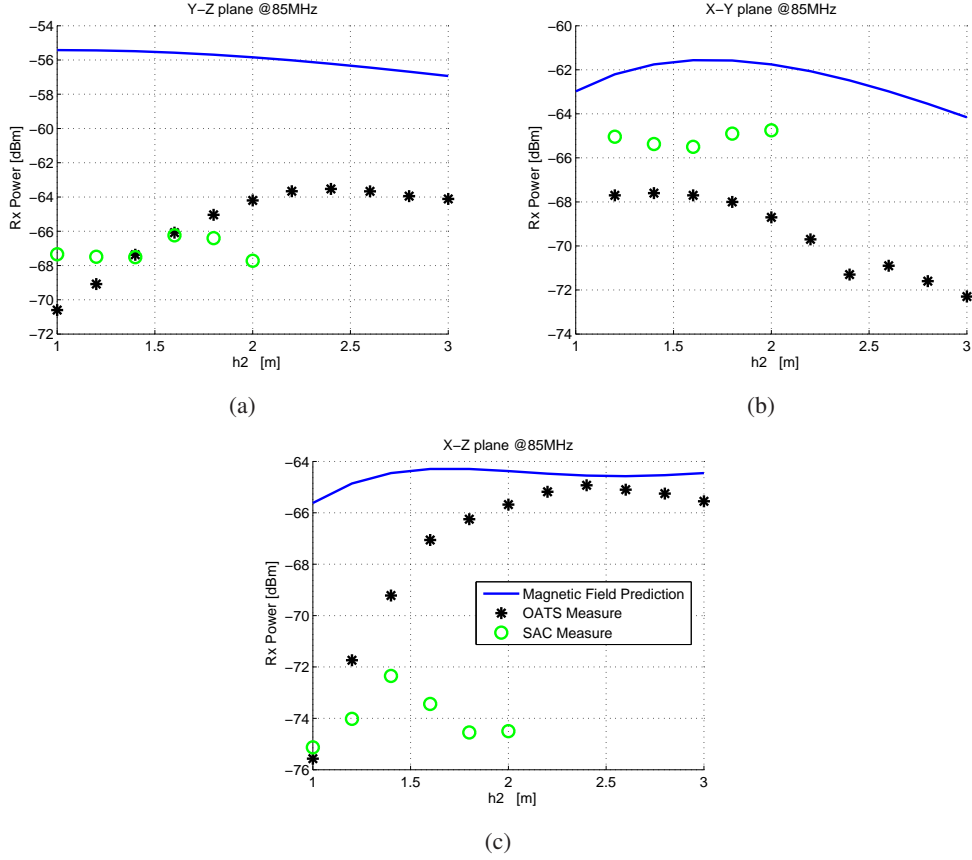 Y−Z plane @85MHz
−54
−56
−58
−60
−62
−64
−66
−68
−70
−72
Rx Power [dBm]
1 1.5 2 2.5 3
h2 [m]
(a)
X−Y plane @85MHz
−60
−62
−64
−66
−68
−70
−72
−74
Rx Power [dBm]
1 1.5 2 2.5 3
h2 [m]
(b)
X−Z plane @85MHz
−64
−66
−68
−70
−72
−74
−76
Rx Power [dBm]
Magnetic Field Prediction
OATS Measure
SAC Measure
1 1.5 2 2.5 3
h2 [m]
(c)